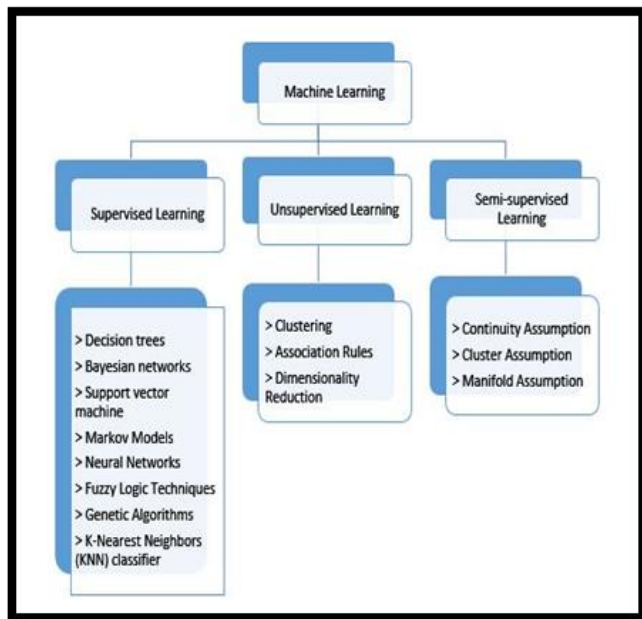 Machine Learning
Supervised Learning
Unsupervised Learning
Semi-supervised
Learning
> Decision trees
> Bayesian networks
> Support vector
machine
> Markov Models
> Neural Networks
> Fuzzy Logic Techniques
> Genetic Algorithms
> K-Nearest Neighbors
(KNN) classifier
> Clustering
> Association Rules
> Dimensionality
Reduction
> Continuity Assumption
> Cluster Assumption
> Manifold Assumption